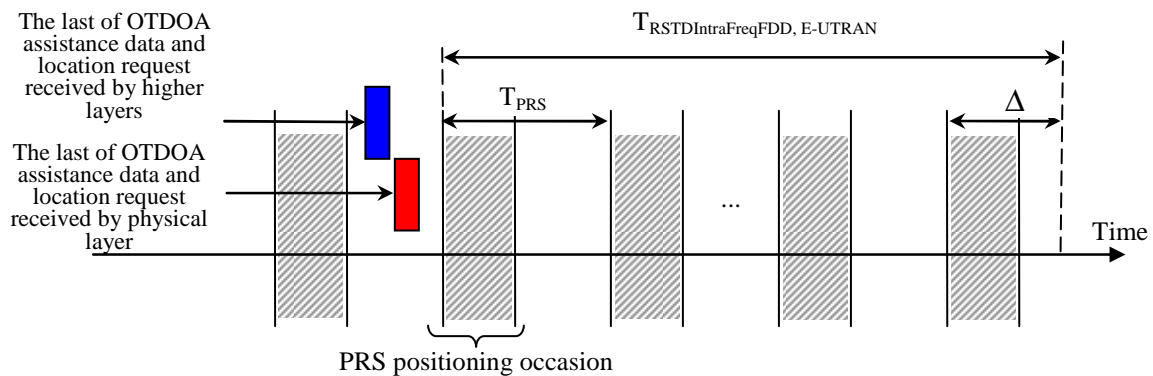 The last of OTDOA
assistance data and
location request
received by higher
layers
The last of OTDOA
assistance data and
location request
received by physical
layer
T_RSTDIntraFreqFDD, E-UTRAN
T_PRS
Δ
...
Time
PRS positioning occasion